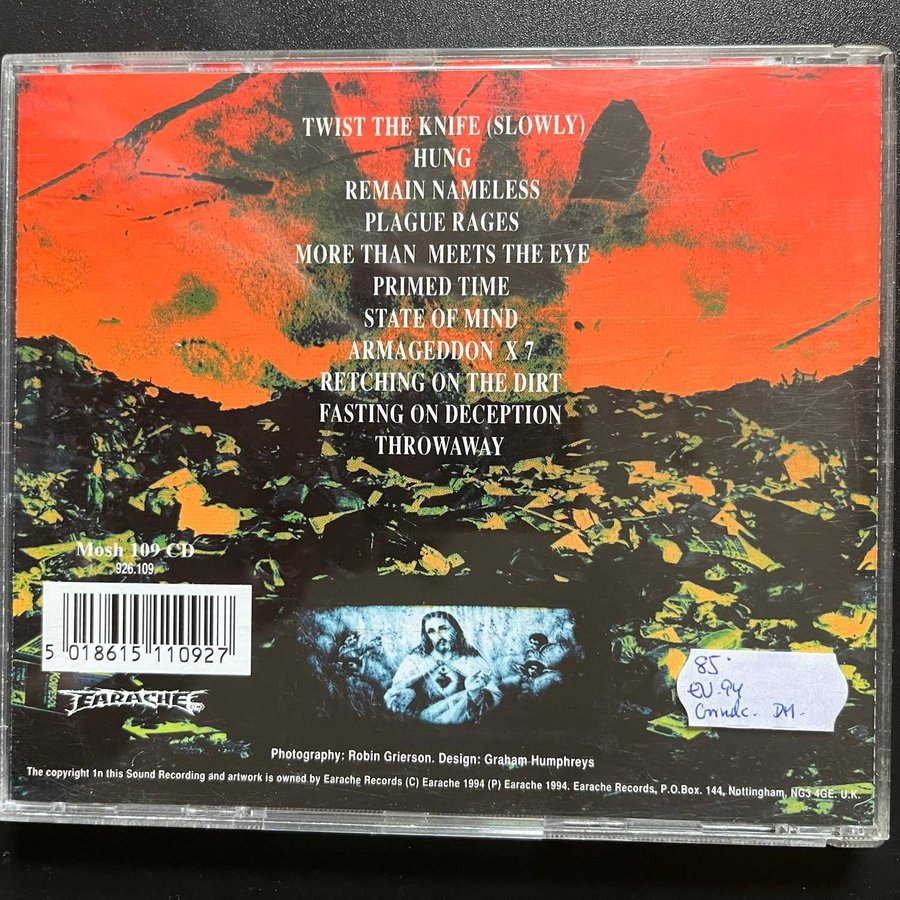 TWIST THE KNIFE (SLOWLY)
HUNG
REMAIN NAMELESS
PLAGUE RAGES
MORE THAN MEETS THE EYE
PRIMED TIME
STATE OF MIND
ARMAGEDDON X 7
RETCHING ON THE DIRT
FASTING ON DECEPTION
THROWAWAY
Mosh 109 CD
926.109
5 018615 110927
EARACHE
85
EU-94
DM-
Photography: Robin Grierson. Design: Graham Humphreys
The copyright 1n this Sound Recording and artwork is owned by Earache Records (C) Earache 1994 (P) Earache 1994. Earache Records, P.O.Box. 144, Nottingham, NG3 4GE. U.K.